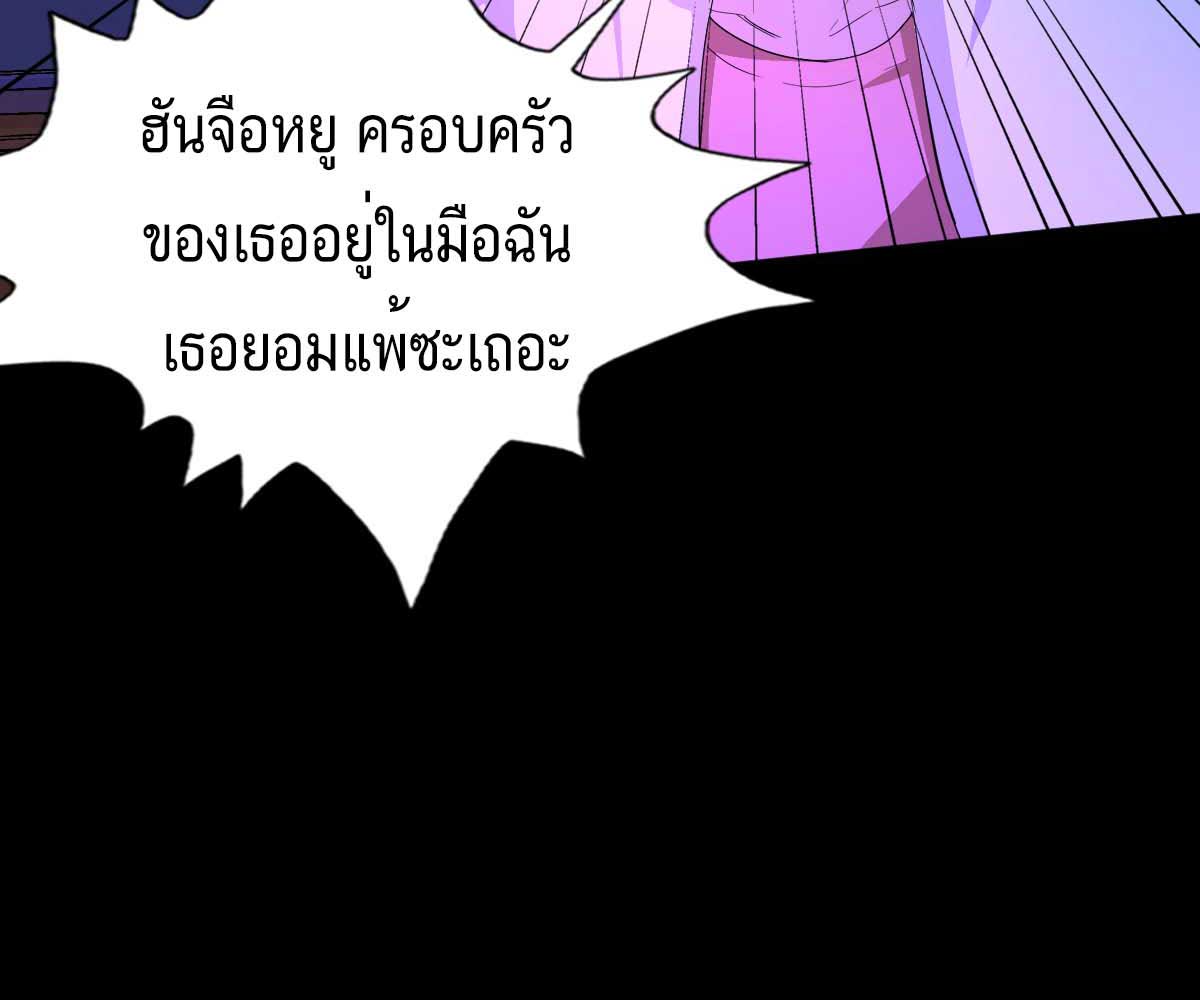 ฮันจือหยู ครอบครัว
ของเธออยู่ในมือฉัน
เธอยอมแพ้ซะเถอะ